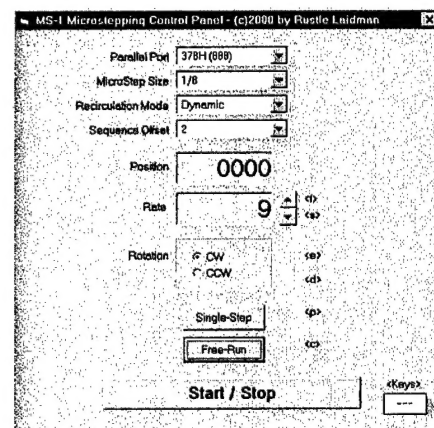 MS-1 Microstepping Control Panel - (c)2000 by Rustle Laidman
Parallel Port 378H (888)
MicroStep Size 1/8
Recirculation Mode Dynamic
Sequence Offset 2
Position 0000
Rate 9 <f>
<s>
Rotation CW <e>
CCW <d>
Single-Step <p>
Free-Run <c>
Start / Stop <Keys>
---